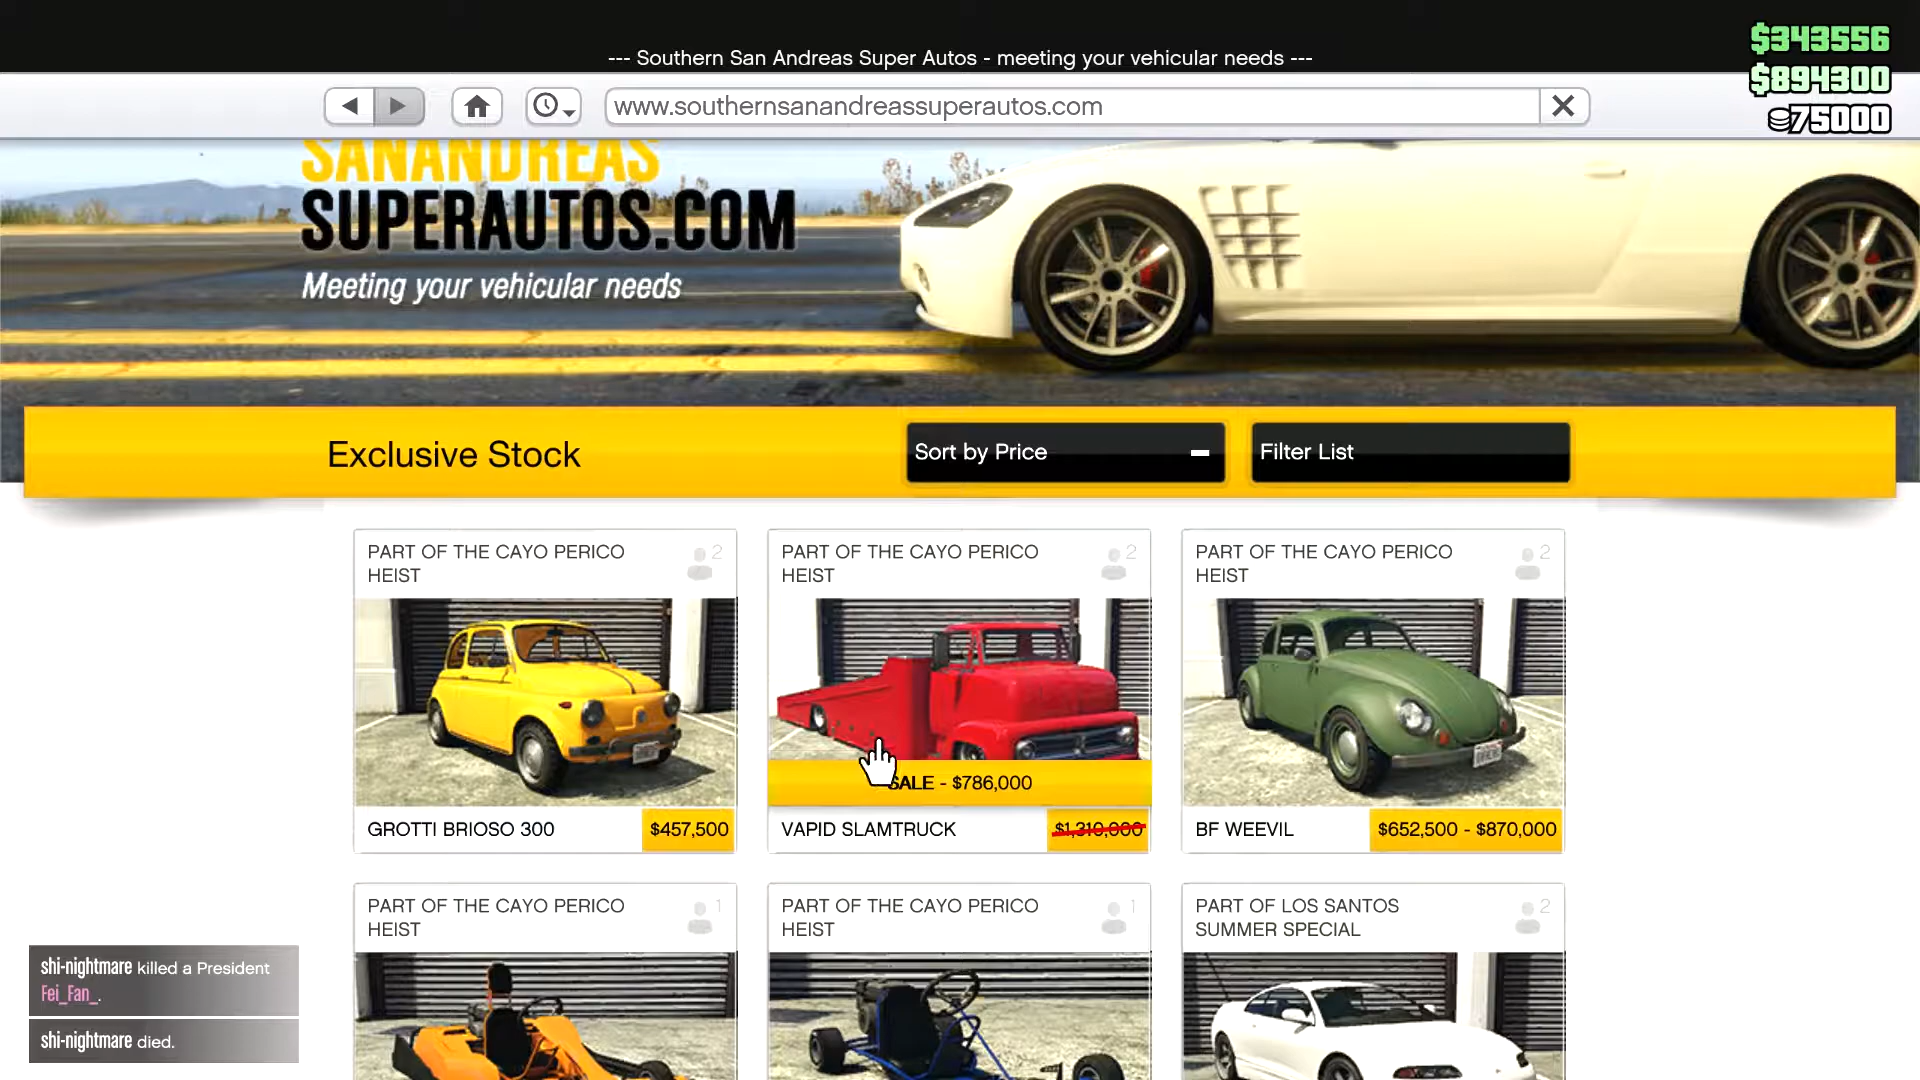 --- Southern San Andreas Super Autos - meeting your vehicular needs ---
$343556
$894300
75000
www.southernsanandreassuperautos.com
SANANDREAS
SUPERAUTOS.COM
Meeting your vehicular needs
Exclusive Stock
Sort by Price
Filter List
PART OF THE CAYO PERICO
HEIST
2
GROTTI BRIOSO 300
$457,500
PART OF THE CAYO PERICO
HEIST
2
SALE - $786,000
VAPID SLAMTRUCK
$1,310,000
PART OF THE CAYO PERICO
HEIST
2
BF WEEVIL
$652,500 - $870,000
PART OF THE CAYO PERICO
HEIST
1
PART OF THE CAYO PERICO
HEIST
1
PART OF LOS SANTOS
SUMMER SPECIAL
2
shi-nightmare killed a President
Fei_Fan_.
shi-nightmare died.